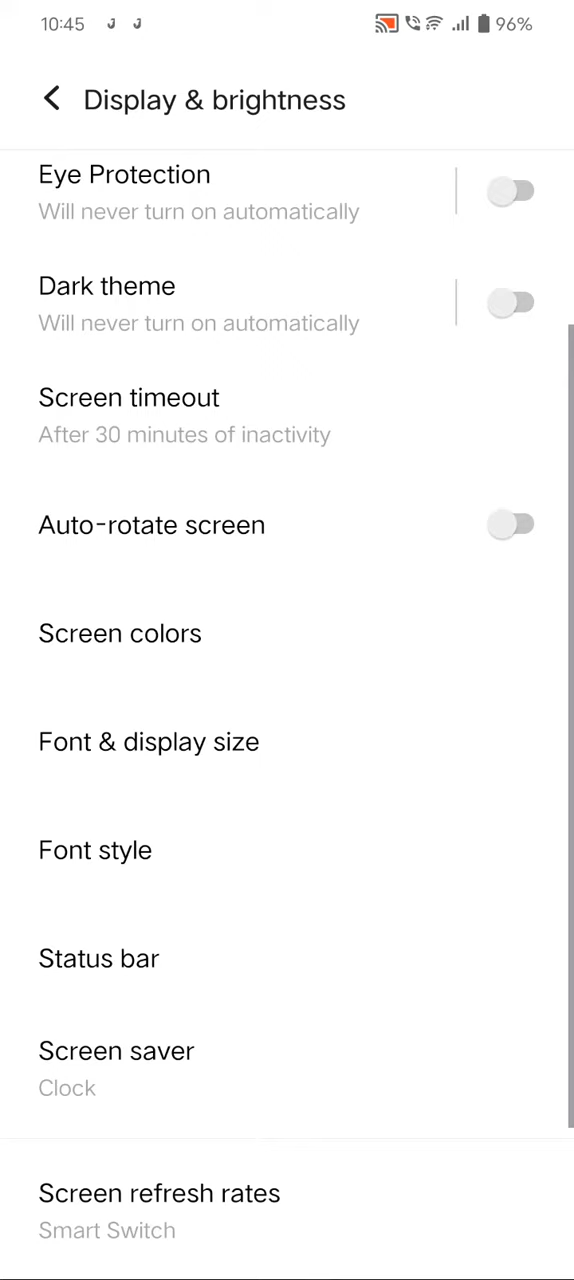 10:45
96%
Display & brightness
Eye Protection
Will never turn on automatically
Dark theme
Will never turn on automatically
Screen timeout
After 30 minutes of inactivity
Auto-rotate screen
Screen colors
Font & display size
Font style
Status bar
Screen saver
Clock
Screen refresh rates
Smart Switch